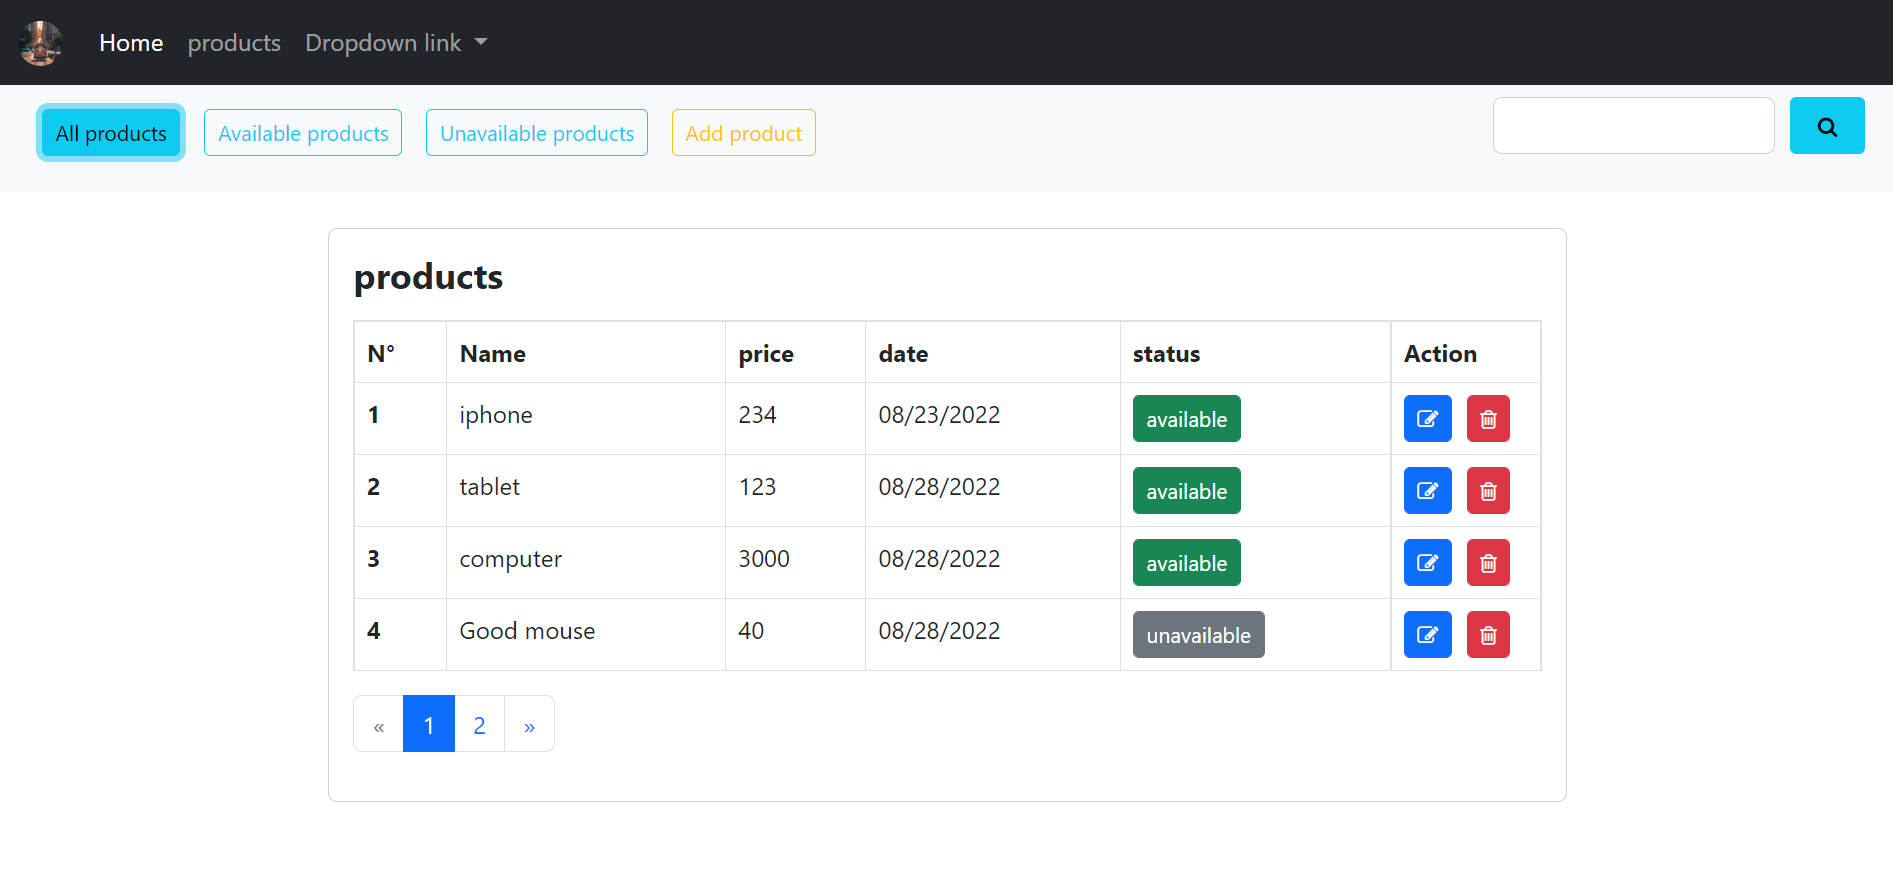 Home products Dropdown link
All products Available products Unavailable products Add product
products
N° Name price date status Action
1 iphone 234 08/23/2022 available
2 tablet 123 08/28/2022 available
3 computer 3000 08/28/2022 available
4 Good mouse 40 08/28/2022 unavailable
« 1 2 »